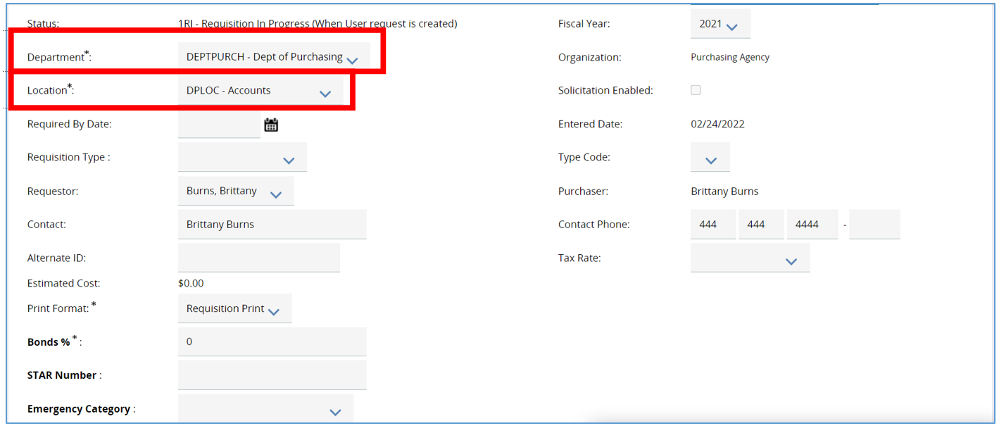 Status: 1RI - Requisition In Progress (When User request is created) Fiscal Year: 2021
Department*: DEPTPURCH - Dept of Purchasing Organization: Purchasing Agency
Location*: DPLOC - Accounts Solicitation Enabled:
Required By Date: Entered Date: 02/24/2022
Requisition Type : Type Code:
Requestor: Burns, Brittany Purchaser: Brittany Burns
Contact: Brittany Burns Contact Phone: 444 444 4444 -
Alternate ID: Tax Rate:
Estimated Cost: $0.00
Print Format: * Requisition Print
Bonds % * : 0
STAR Number :
Emergency Category :